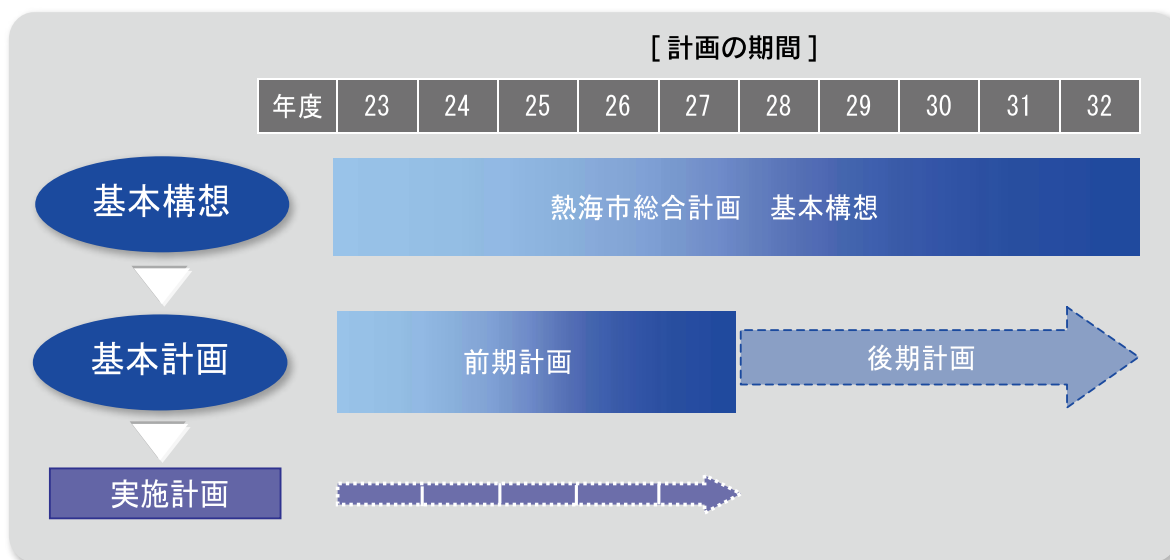 [ 計画の期間 ]
年度 23 24 25 26 27 28 29 30 31 32
基本構想
熱海市総合計画　基本構想
基本計画
前期計画
後期計画
実施計画